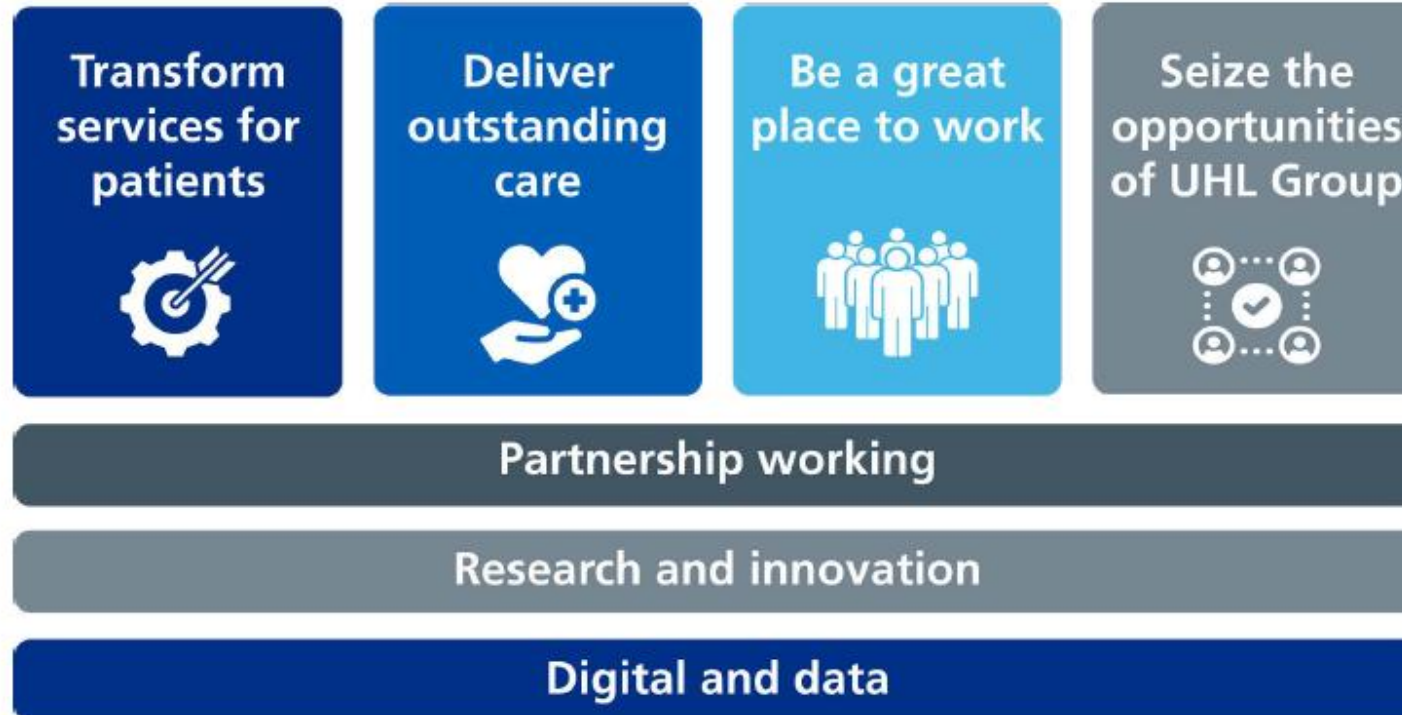 Transform
services for
patients
Deliver
outstanding
care
Be a great
place to work
Seize the
opportunities
of UHL Group
Partnership working
Research and innovation
Digital and data